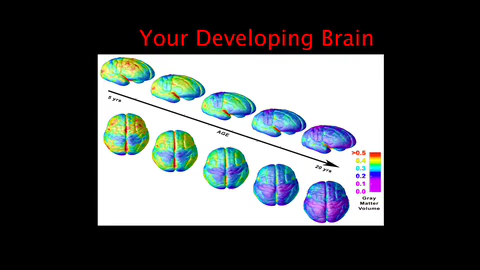 Your Developing Brain
5 yrs
AGE
20 yrs
>0.5
0.4
0.3
0.2
0.1
0.0
Gray
Matter
Volume